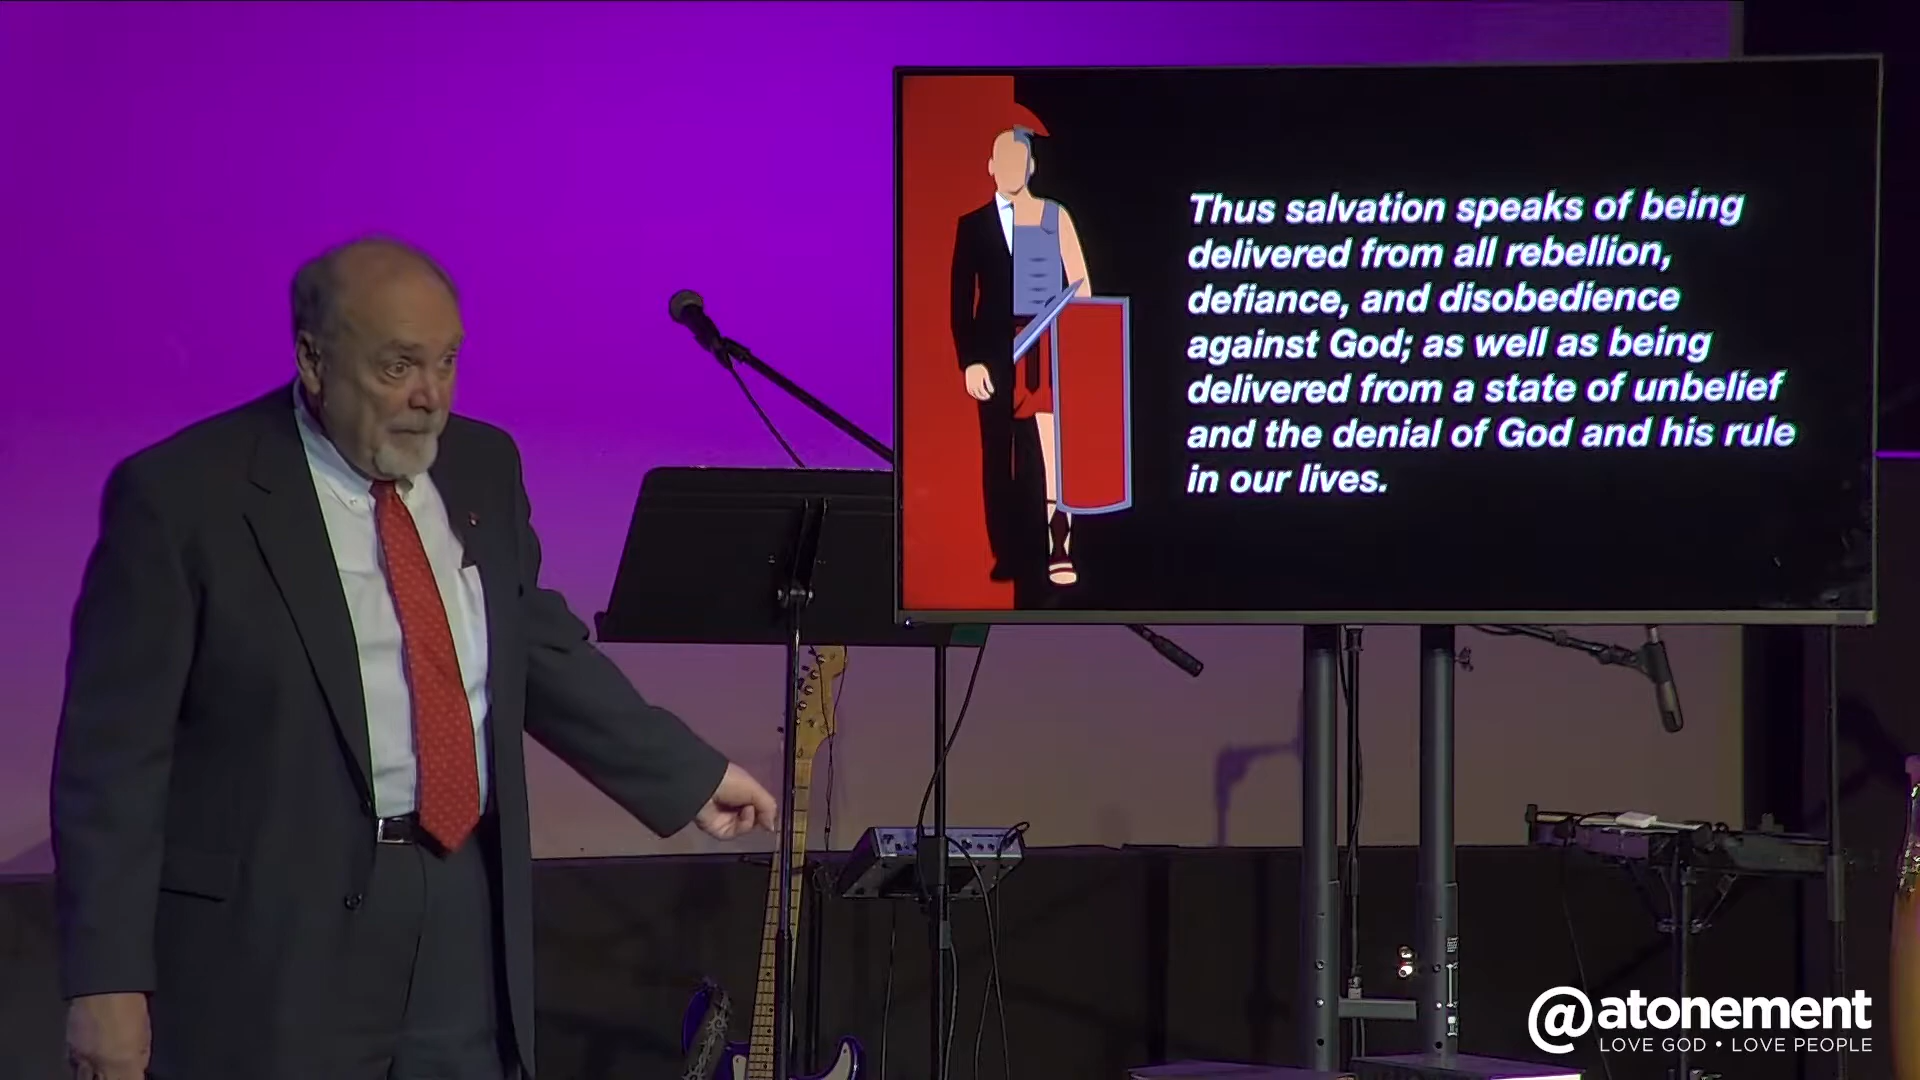 Thus salvation speaks of being
delivered from all rebellion,
defiance, and disobedience
against God; as well as being
delivered from a state of unbelief
and the denial of God and his rule
in our lives.
@atonement
LOVE GOD • LOVE PEOPLE